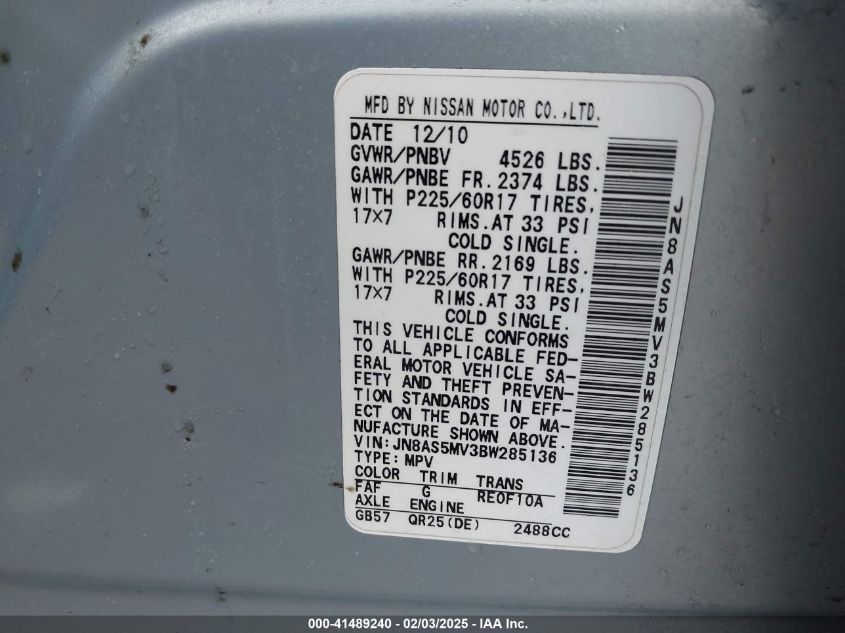 MFD BY NISSAN MOTOR CO.,LTD.
DATE 12/10
GVWR/PNBV 4526 LBS.
GAWR/PNBE FR.2374 LBS.
WITH P225/60R17 TIRES,
17X7 RIMS.AT 33 PSI
COLD SINGLE.
GAWR/PNBE RR.2169 LBS.
WITH P225/60R17 TIRES,
17X7 RIMS.AT 33 PSI
COLD SINGLE.
THIS VEHICLE CONFORMS
TO ALL APPLICABLE FED-
ERAL MOTOR VEHICLE SA-
FETY AND THEFT PREVEN-
TION STANDARDS IN EFF-
ECT ON THE DATE OF MA-
NUFACTURE SHOWN ABOVE.
VIN:JN8AS5MV3BW285136
TYPE:MPV
COLOR TRIM TRANS
FAF G RE0F10A
AXLE ENGINE
GB57 QR25(DE) 2488CC
JN8AS5MV3BW285136
000-41489240 - 02/03/2025 - IAAI US (IAA, Inc.)